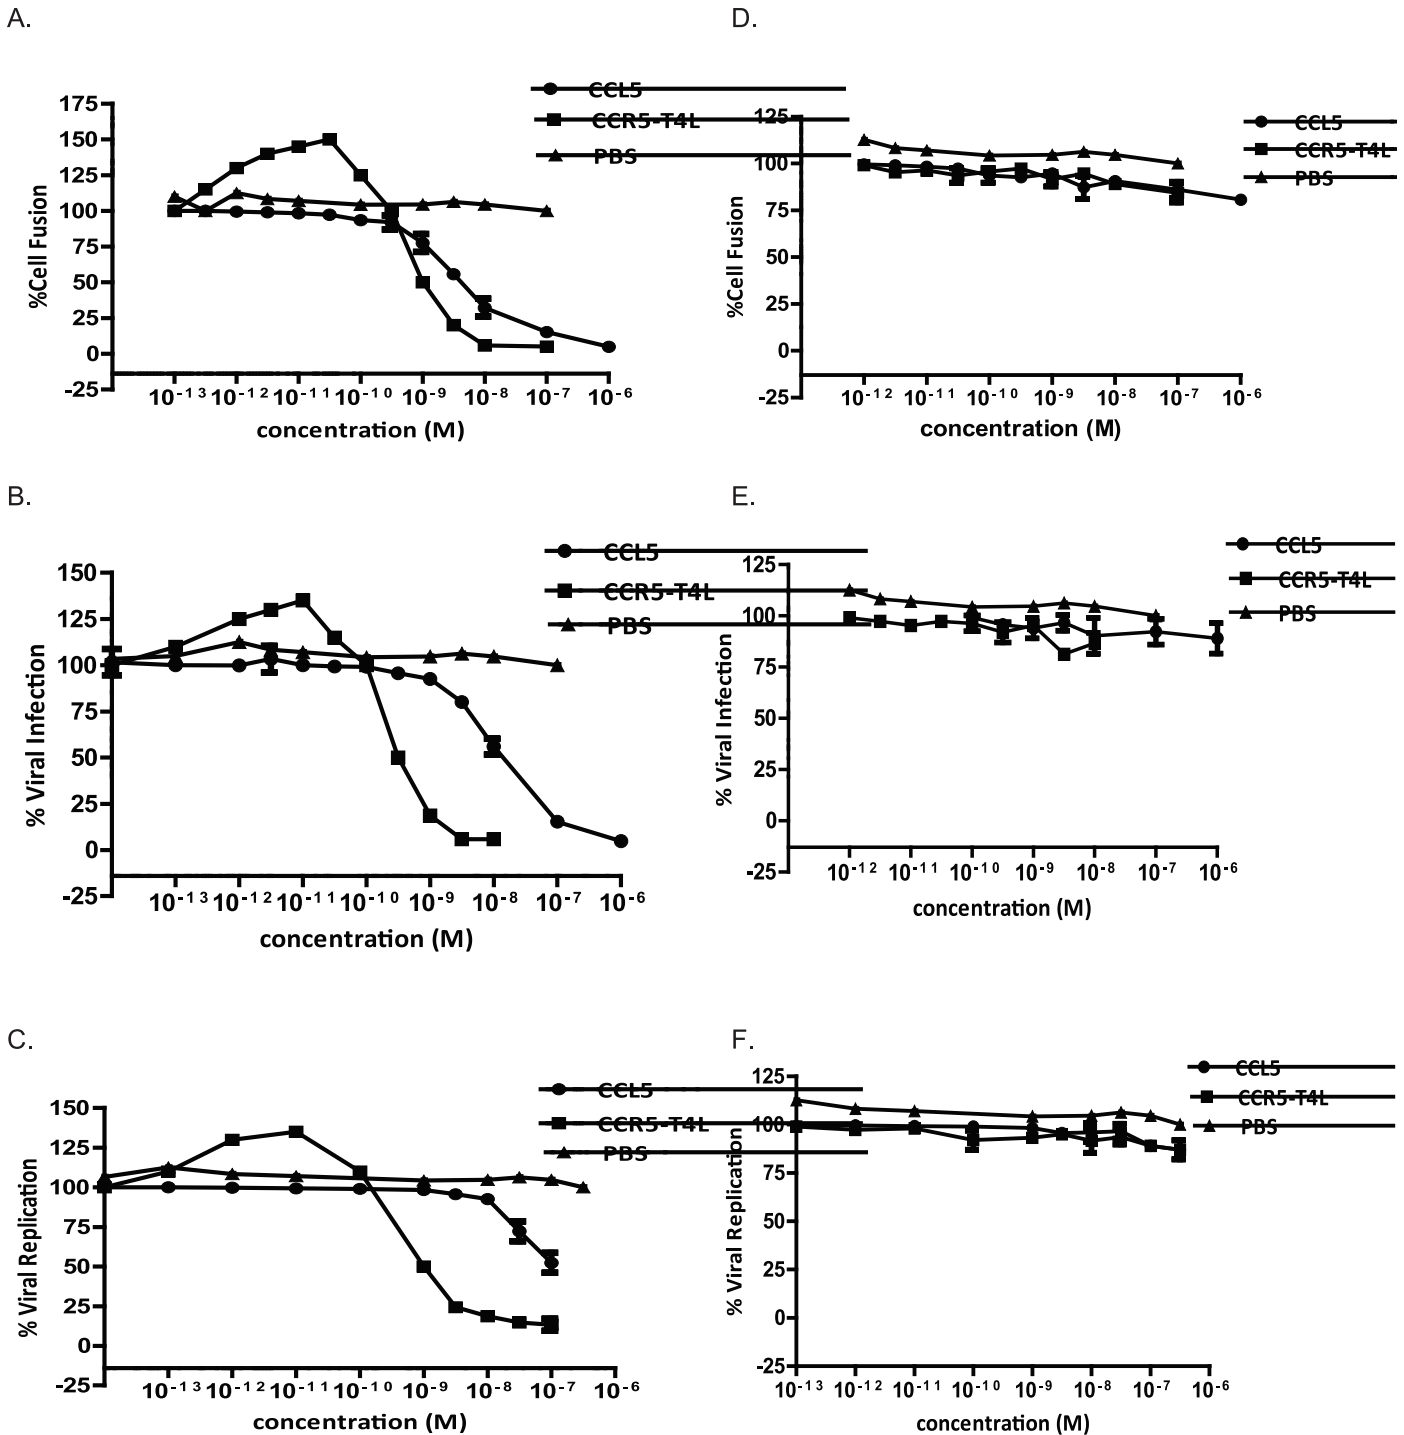 A.
CCL5
CCR5-T4L
PBS
175
150
125
100
75
50
25
0
-25
%Cell Fusion
10-13 10-12 10-11 10-10 10-9 10-8 10-7 10-6
concentration (M)
D.
CCL5
CCR5-T4L
PBS
125
100
75
50
25
0
-25
%Cell Fusion
10-12 10-11 10-10 10-9 10-8 10-7 10-6
concentration (M)
B.
CCL5
CCR5-T4L
PBS
150
125
100
75
50
25
0
-25
% Viral Infection
10-13 10-12 10-11 10-10 10-9 10-8 10-7 10-6
concentration (M)
E.
CCL5
CCR5-T4L
PBS
125
100
75
50
25
0
-25
% Viral Infection
10-12 10-11 10-10 10-9 10-8 10-7 10-6
concentration (M)
C.
CCL5
CCR5-T4L
PBS
150
125
100
75
50
25
0
-25
% Viral Replication
10-13 10-12 10-11 10-10 10-9 10-8 10-7 10-6
concentration (M)
F.
CCL5
CCR5-T4L
PBS
125
100
75
50
25
0
-25
% Viral Replication
10-13 10-12 10-11 10-10 10-9 10-8 10-7 10-6
concentration (M)